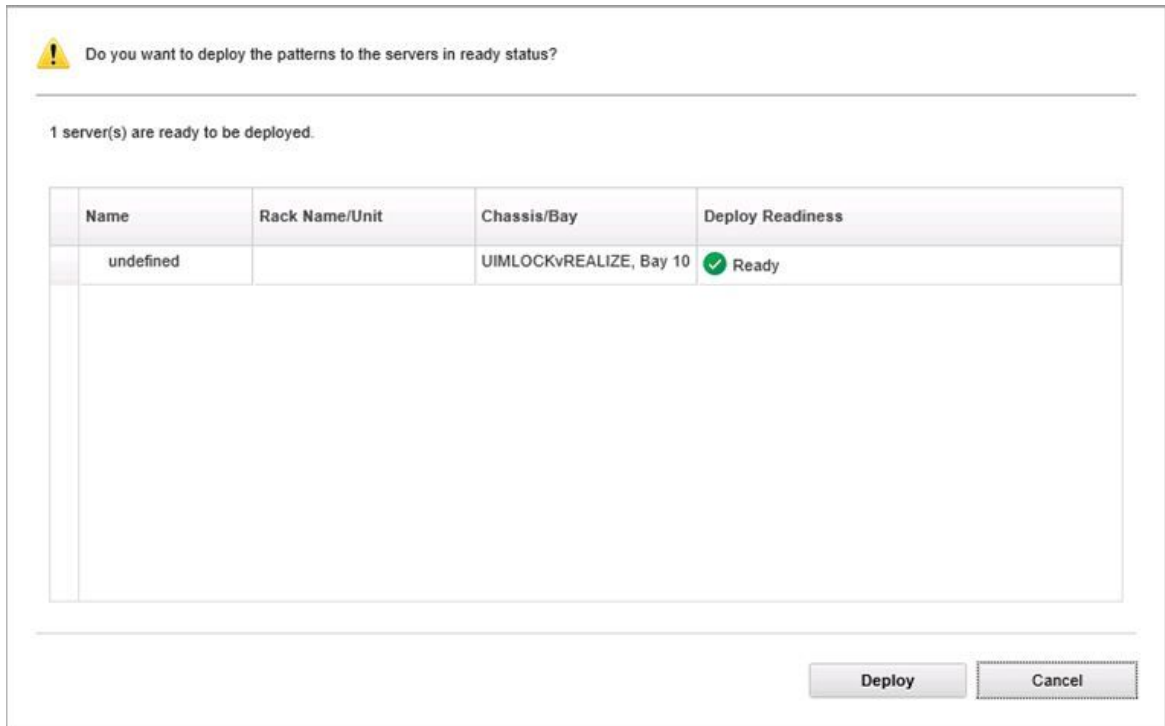 Do you want to deploy the patterns to the servers in ready status?
1 server(s) are ready to be deployed.
Name Rack Name/Unit Chassis/Bay Deploy Readiness
undefined UIMLOCKvREALIZE, Bay 10 Ready
Deploy Cancel